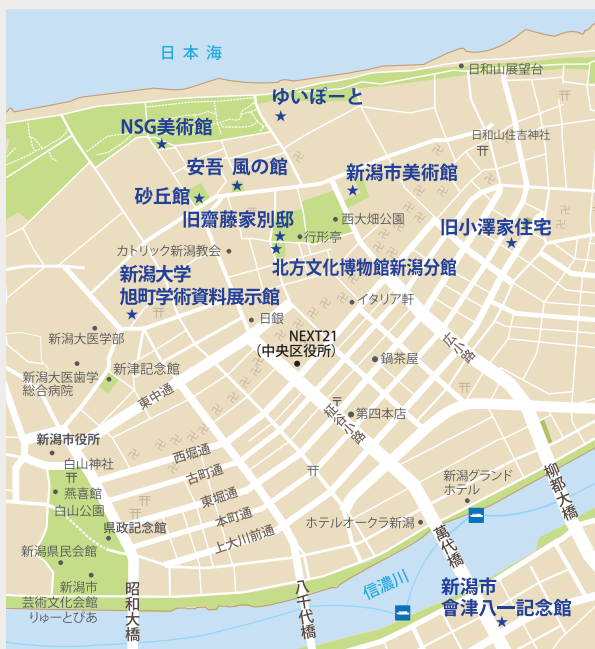 日本海
日和山展望台
ゆいぽーと
NSG美術館
日和山住吉神社
安吾 風の館
新潟市美術館
砂丘館
旧齋藤家別邸
西大畑公園
行形亭
旧小澤家住宅
カトリック新潟教会
北方文化博物館新潟分館
新潟大学
旭町学術資料展示館
イタリア軒
日銀
新潟大医学部
NEXT21
(中央区役所)
広小路
鍋茶屋
新潟大医歯学
総合病院
新津記念館
東中通
柾谷小路
第四本店
新潟市役所
西堀通
白山神社
古町通
燕喜館
東堀通
白山公園
本町通
県政記念館
上大川前通
新潟グランド
ホテル
柳都大橋
ホテルオークラ新潟
萬代橋
新潟県民会館
信濃川
新潟市
芸術文化会館
りゅーとぴあ
昭和大橋
八千代橋
新潟市
會津八一記念館